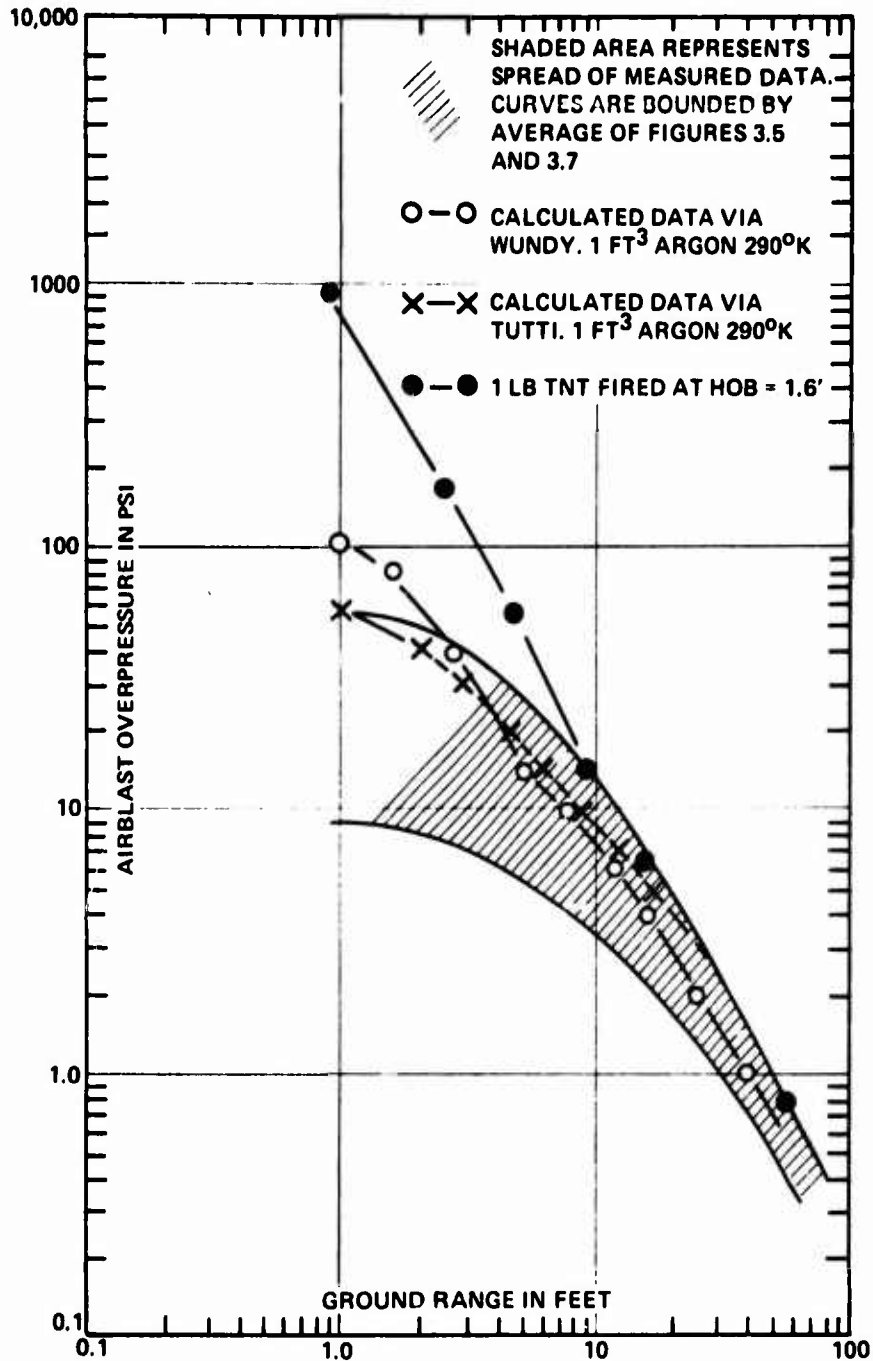 10,000
SHADED AREA REPRESENTS
SPREAD OF MEASURED DATA.
CURVES ARE BOUNDED BY
AVERAGE OF FIGURES 3.5
AND 3.7
CALCULATED DATA VIA
WUNDY. 1 FT³ ARGON 290⁰K
1000
CALCULATED DATA VIA
TUTTI. 1 FT³ ARGON 290⁰K
1 LB TNT FIRED AT HOB = 1.6'
AIRBLAST OVERPRESSURE IN PSI
100
10
1.0
GROUND RANGE IN FEET
0.1
0.1
1.0
10
100